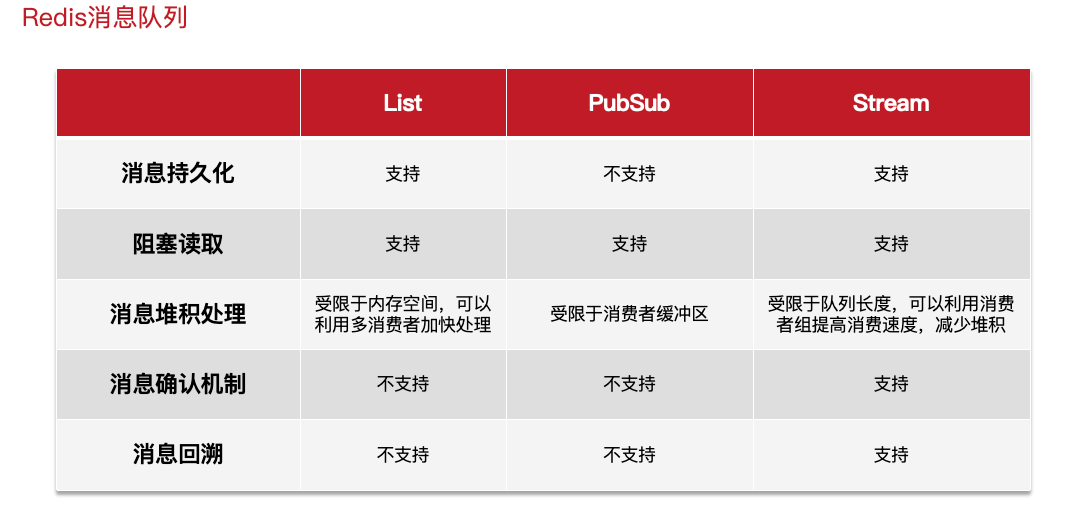 Redis消息队列
List PubSub Stream
消息持久化 支持 不支持 支持
阻塞读取 支持 支持 支持
消息堆积处理 受限于内存空间，可以 受限于消费者缓冲区 受限于队列长度，可以利用消费
利用多消费者加快处理 者组提高消费速度，减少堆积
消息确认机制 不支持 不支持 支持
消息回溯 不支持 不支持 支持